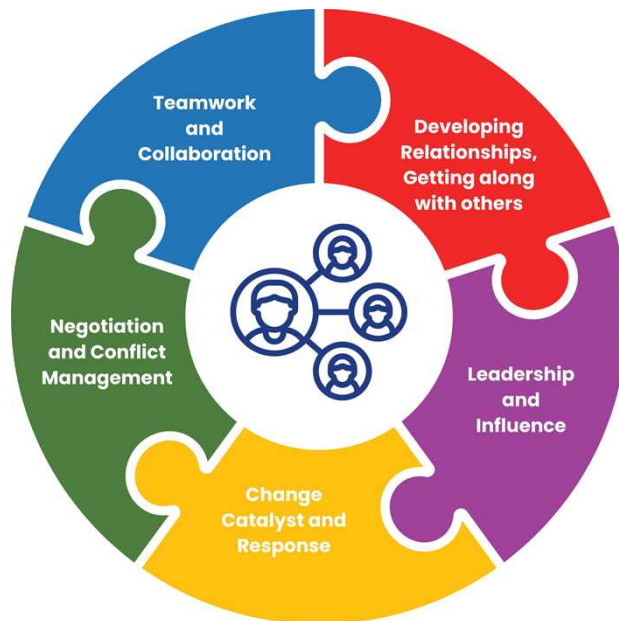 Teamwork
and
Collaboration
Developing
Relationships,
Getting along
with others
Negotiation
and Conflict
Management
Leadership
and
Influence
Change
Catalyst and
Response